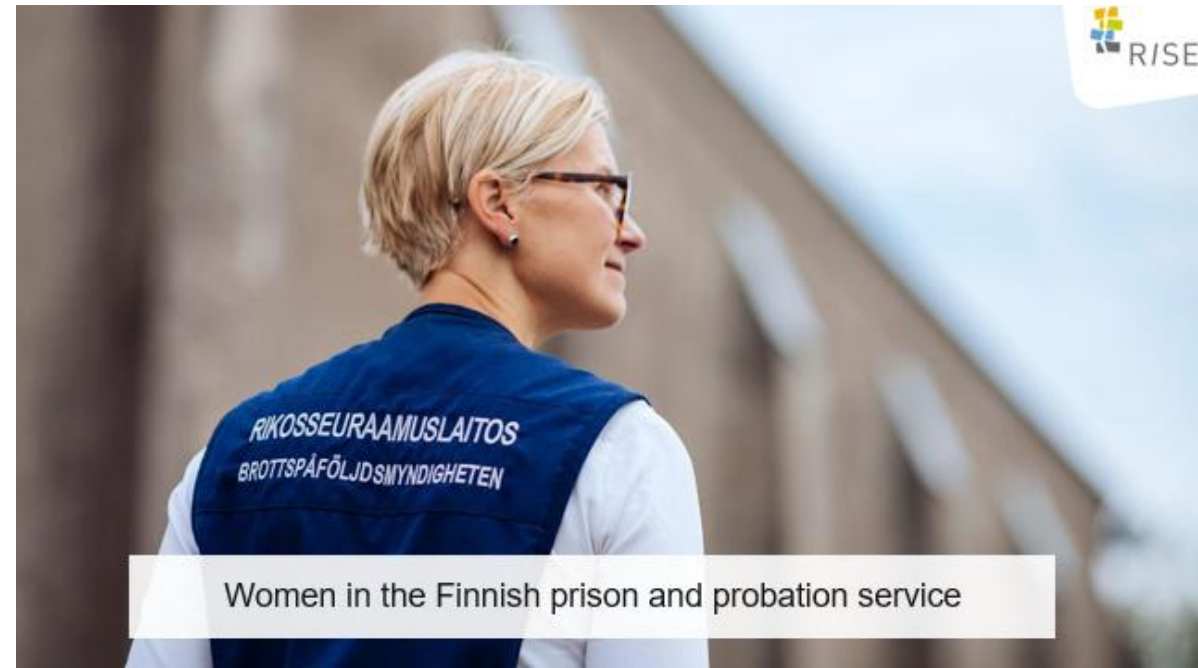 RISE
RIKOSSEURAAMUSLAITOS
BROTTSPÅFÖLJDSMYNDIGHETEN
Women in the Finnish prison and probation service